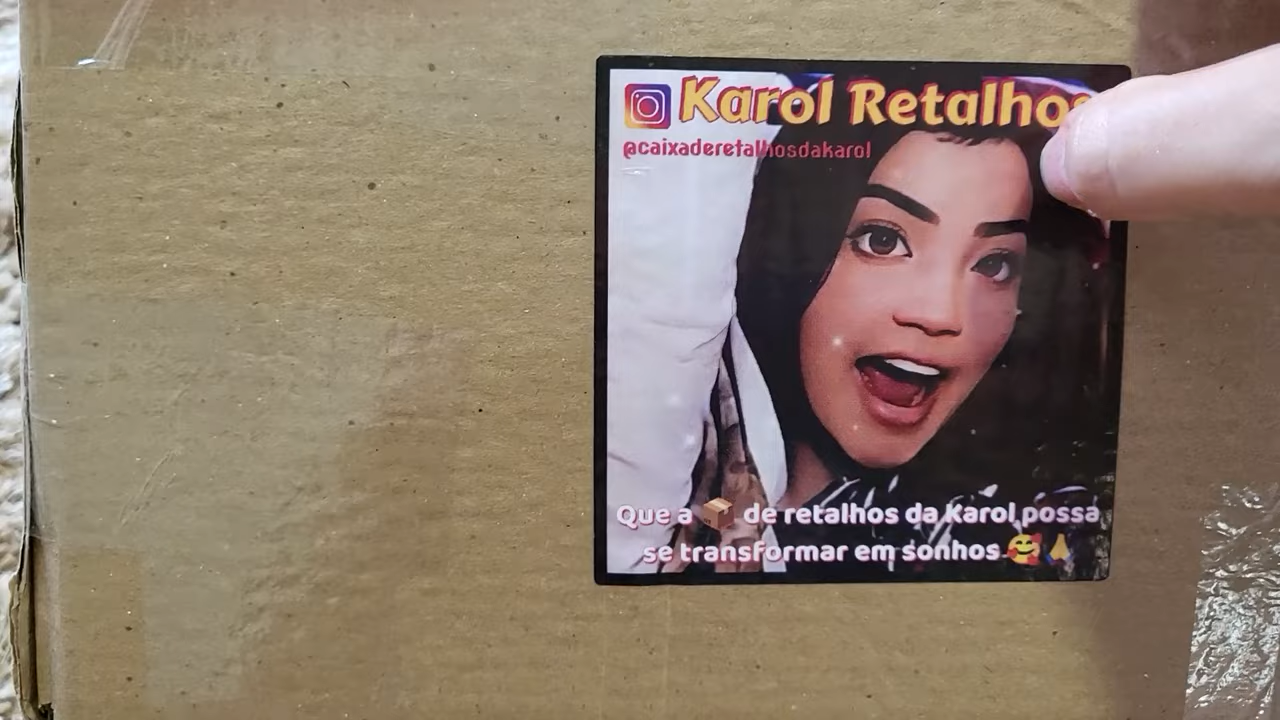 Karol Retalhos
@caixaderetalhosdakarol
Que a 📦 de retalhos da Karol possa
se transformar em sonhos 🥰🙏